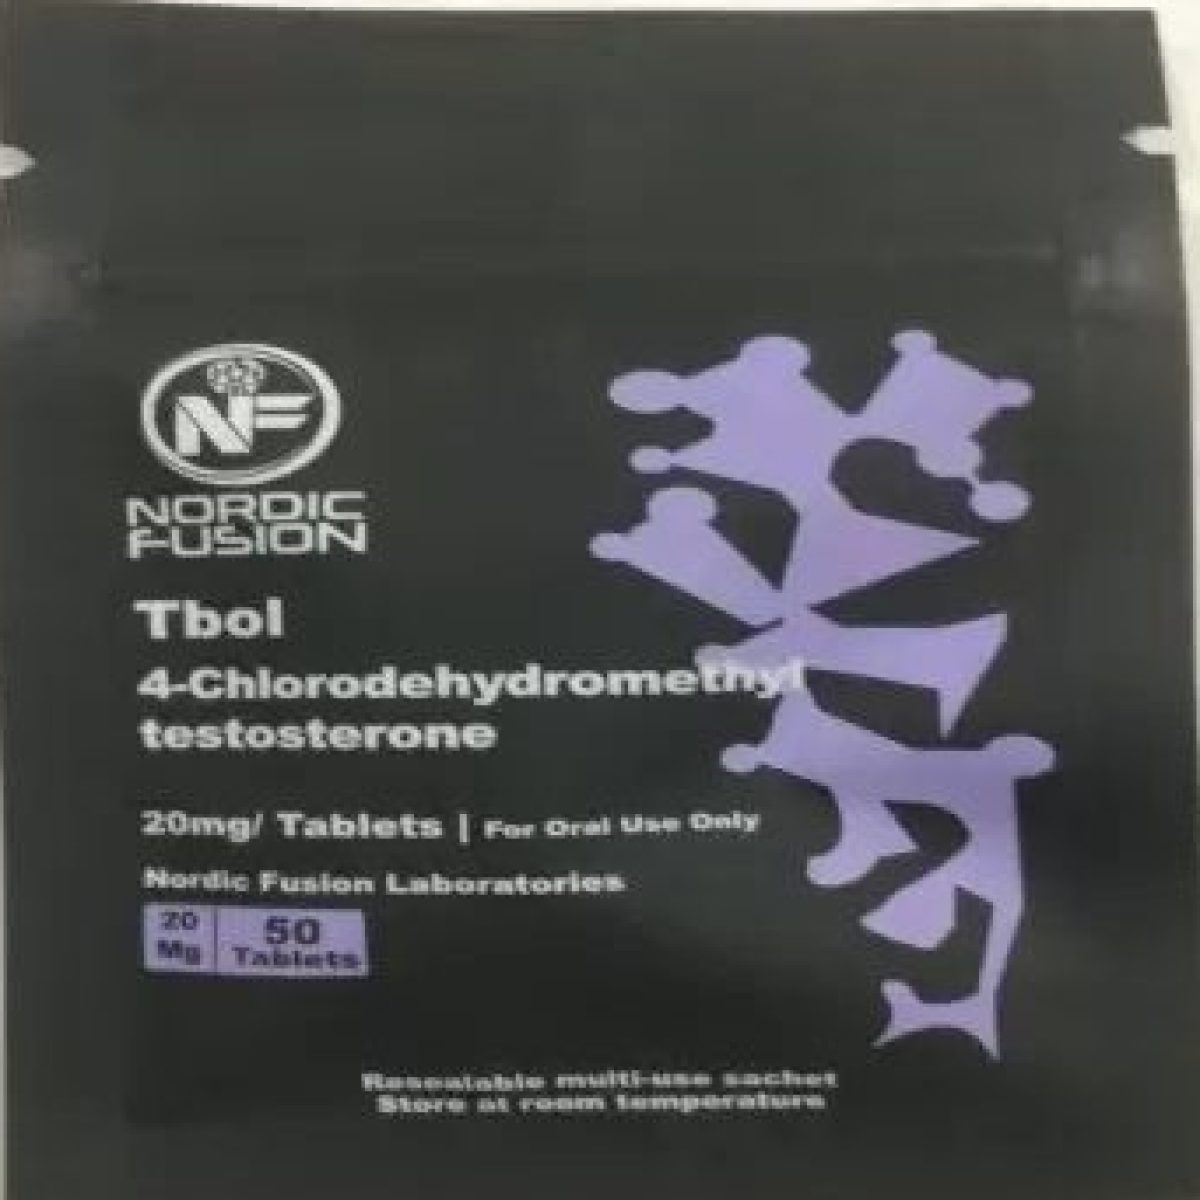 NF
NORDIC
FUSION
Tbol
4-Chlorodehydromethyl
testosterone
20mg/ Tablets | For Oral Use Only
Nordic Fusion Laboratories
20
Mg
50
Tablets
Resealable multi-use sachet
Store at room temperature